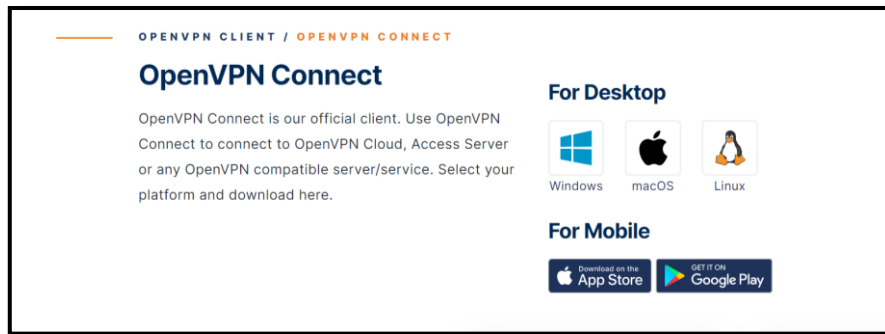 OPENVPN CLIENT / OPENVPN CONNECT
OpenVPN Connect
OpenVPN Connect is our official client. Use OpenVPN
Connect to connect to OpenVPN Cloud, Access Server
or any OpenVPN compatible server/service. Select your
platform and download here.
For Desktop
Windows macOS Linux
For Mobile
Download on the
App Store
GET IT ON
Google Play